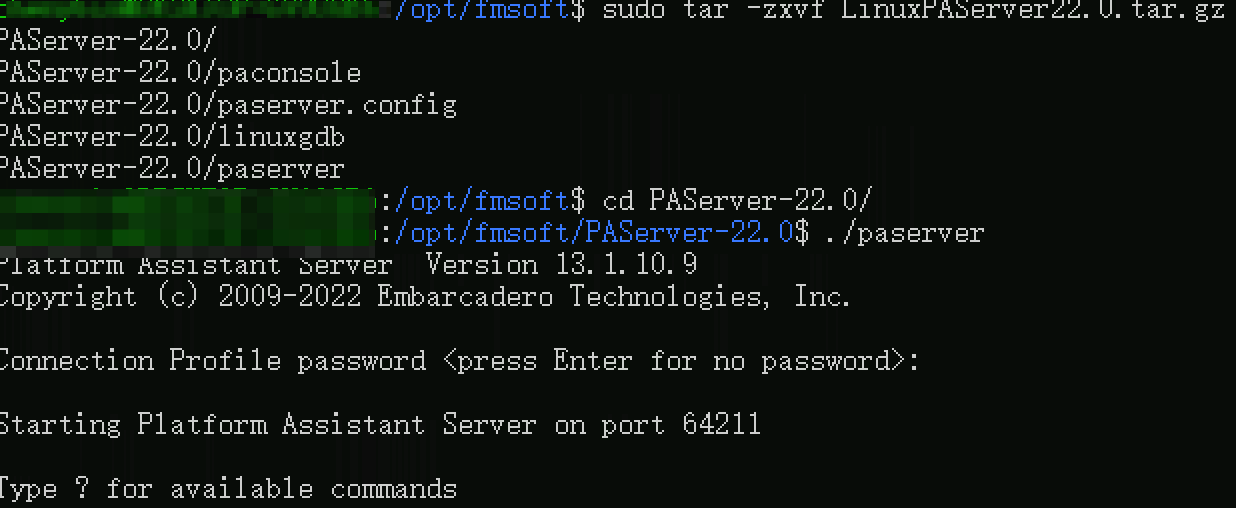 /opt/fmsoft$ sudo tar -zxvf LinuxPAServer22.0.tar.gz
PAServer-22.0/
PAServer-22.0/paconsole
PAServer-22.0/paserver.config
PAServer-22.0/linuxgdb
PAServer-22.0/paserver
:/opt/fmsoft$ cd PAServer-22.0/
:/opt/fmsoft/PAServer-22.0$ ./paserver
Platform Assistant Server  Version 13.1.10.9
Copyright (c) 2009-2022 Embarcadero Technologies, Inc.
Connection Profile password <press Enter for no password>:
Starting Platform Assistant Server on port 64211
Type ? for available commands